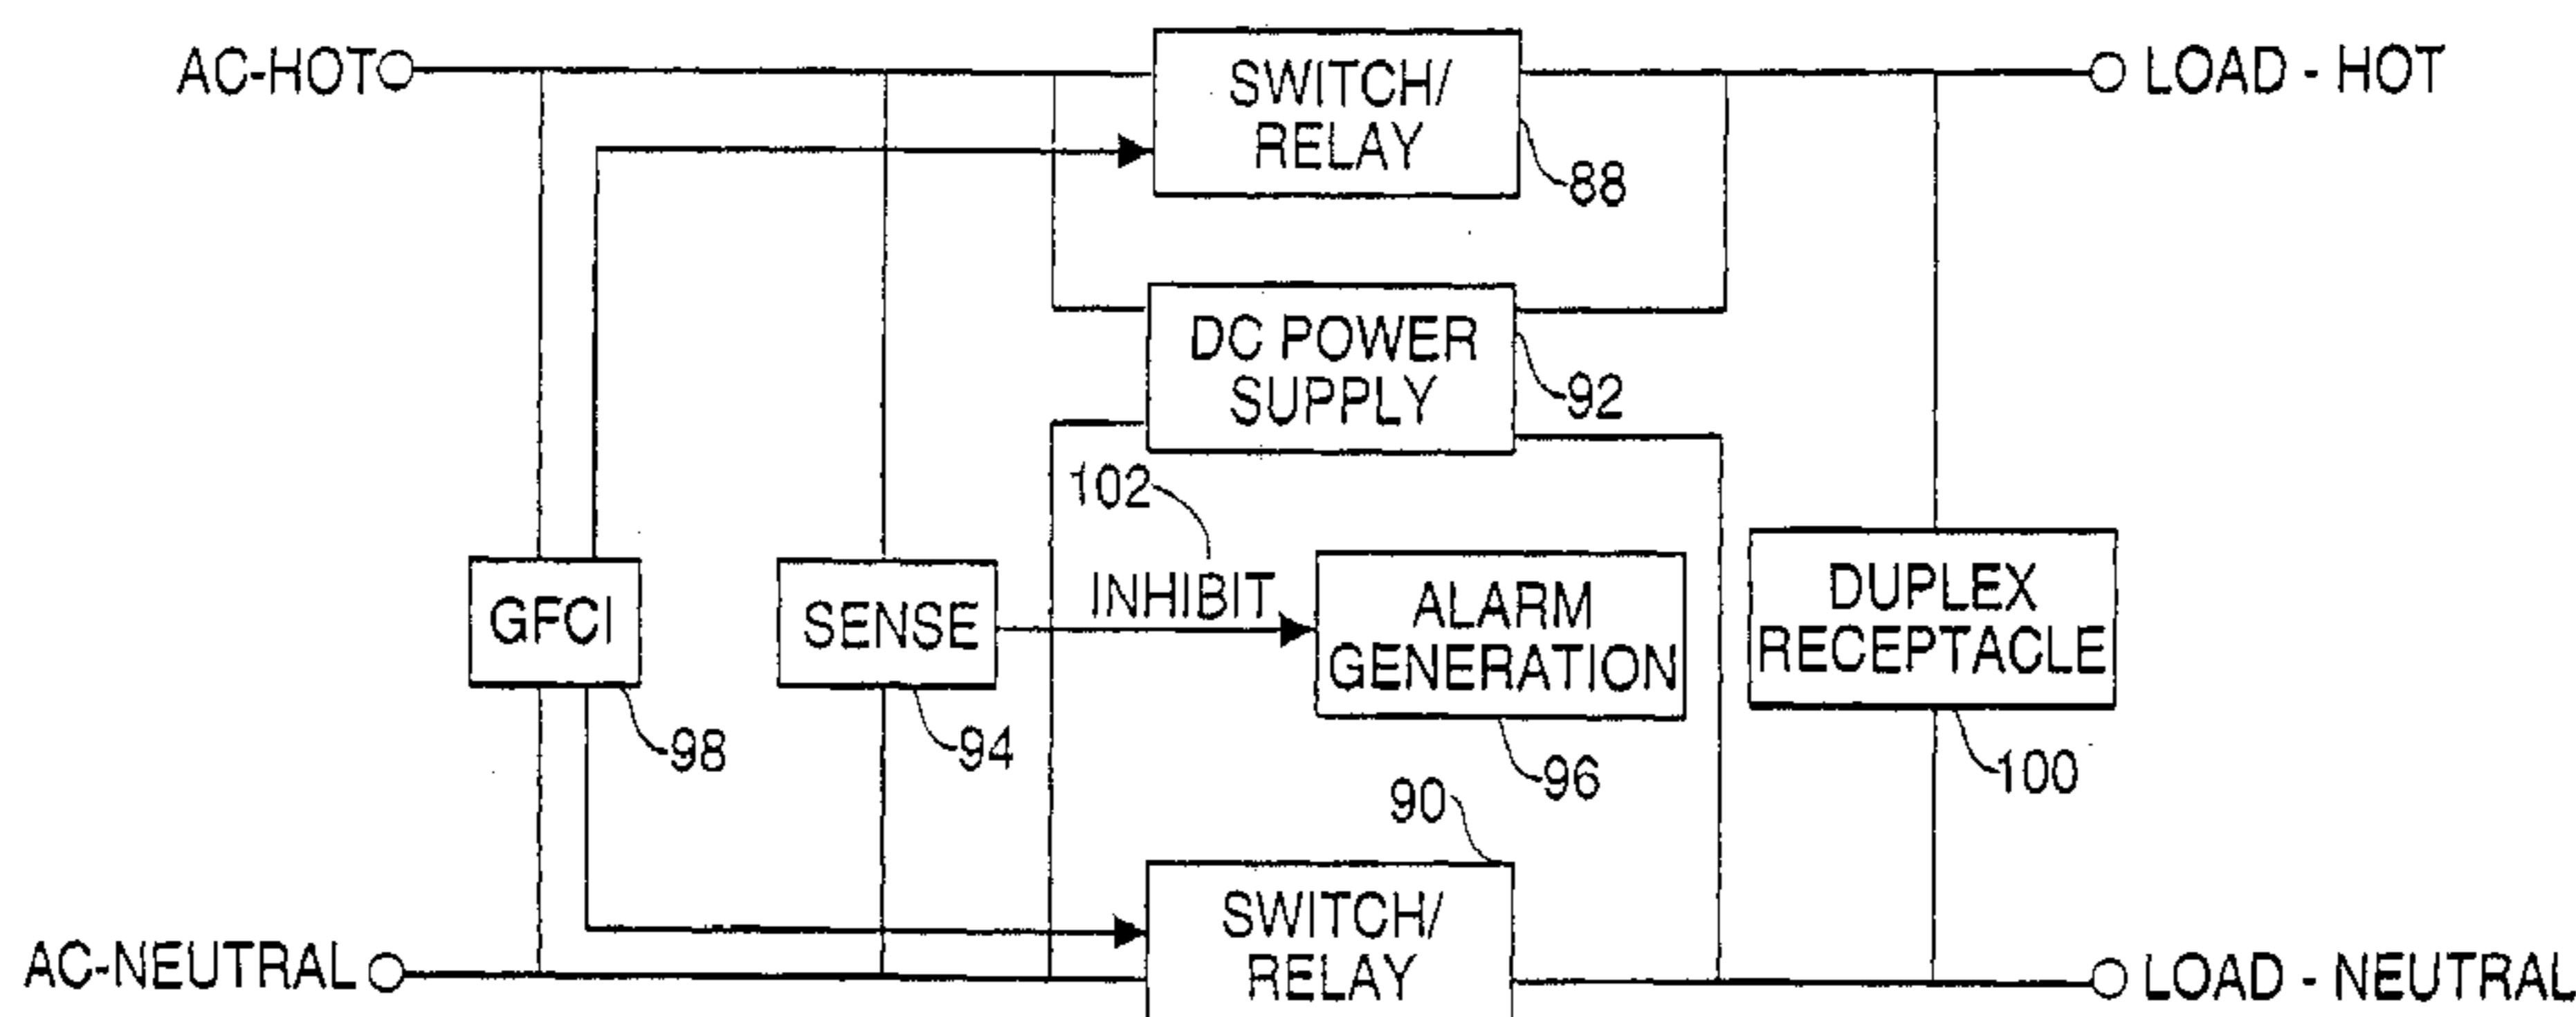 AC-HOT
SWITCH/
RELAY
LOAD - HOT
88
DC POWER
SUPPLY
92
102
INHIBIT
GFCI
SENSE
ALARM
GENERATION
DUPLEX
RECEPTACLE
98
94
96
100
90
AC-NEUTRAL
SWITCH/
RELAY
LOAD - NEUTRAL